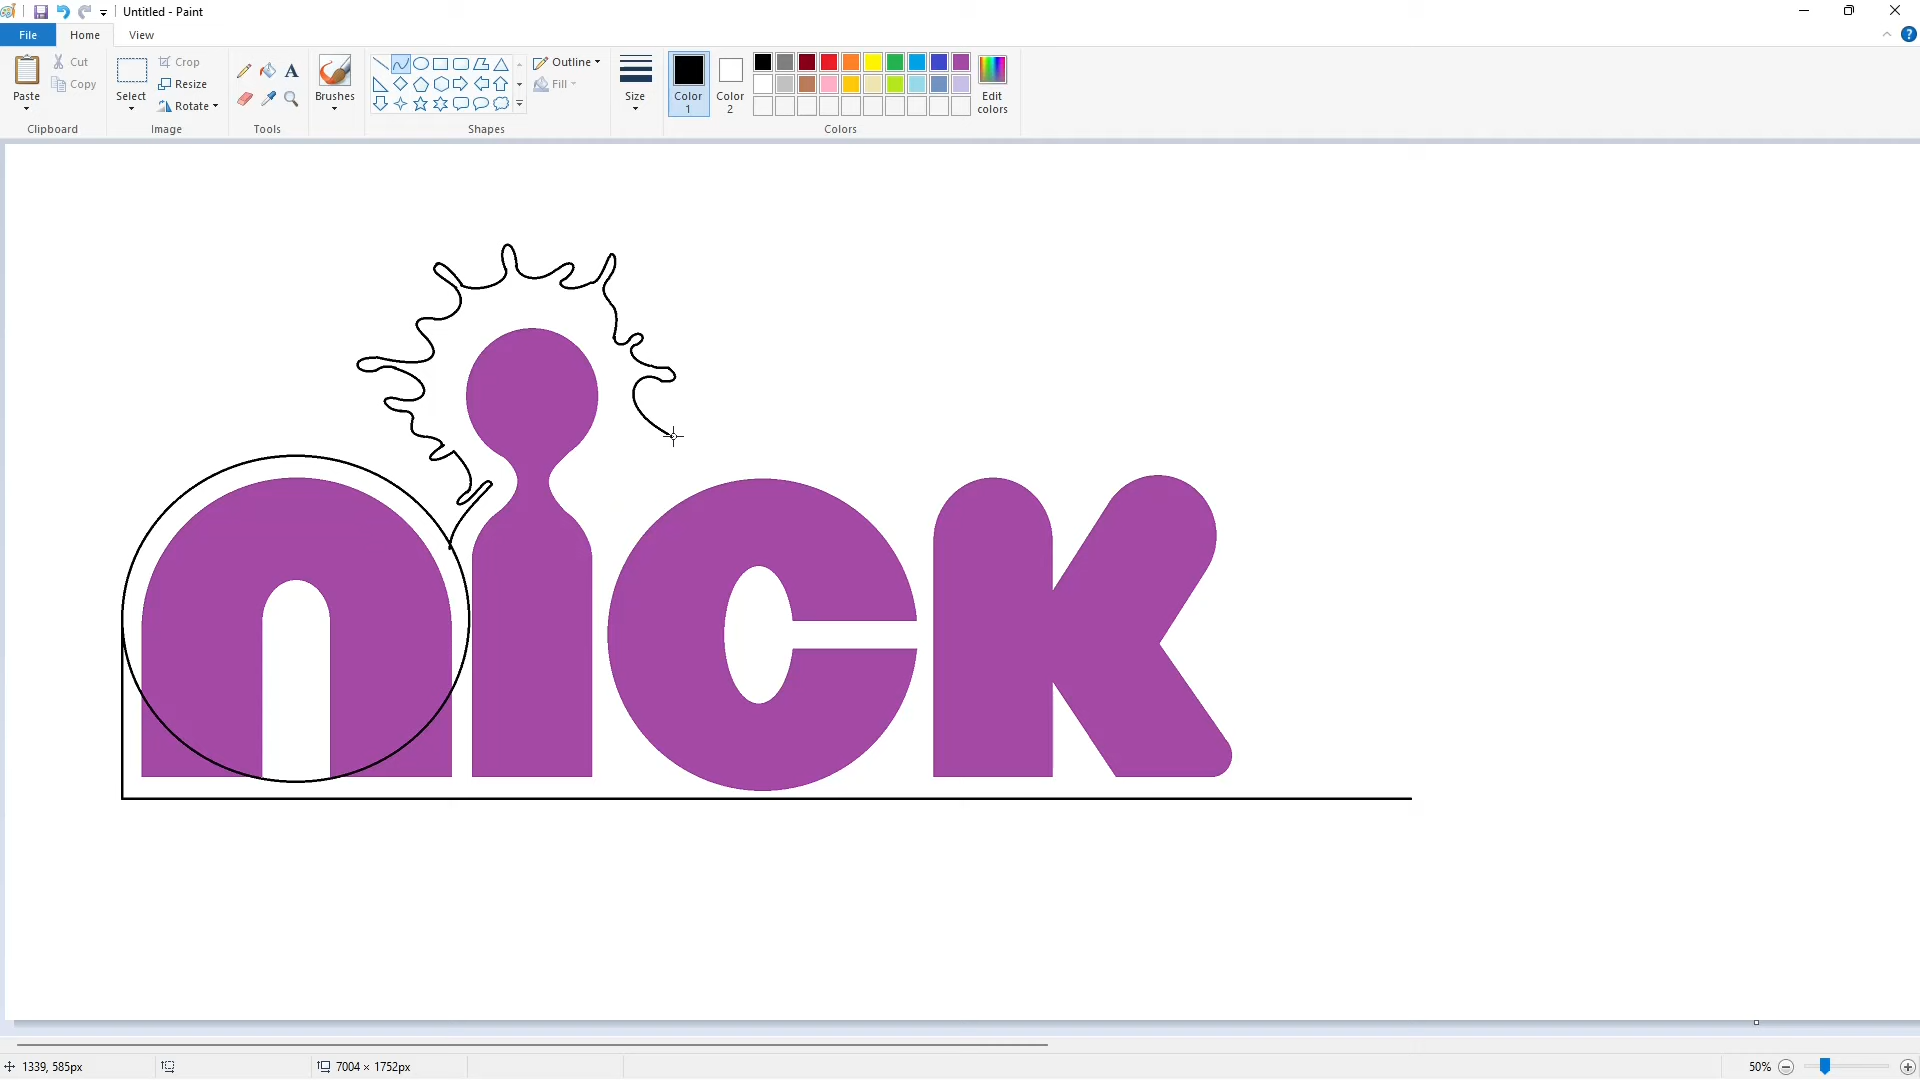 Untitled - Paint
File Home View
Paste
Cut
Copy
Clipboard
Select
Crop
Resize
Rotate
Image
Tools
Brushes
Shapes
Outline
Fill
Size
Color 1
Color 2
Edit colors
Colors
?
nicK
1339, 585px
7004 × 1752px
50%